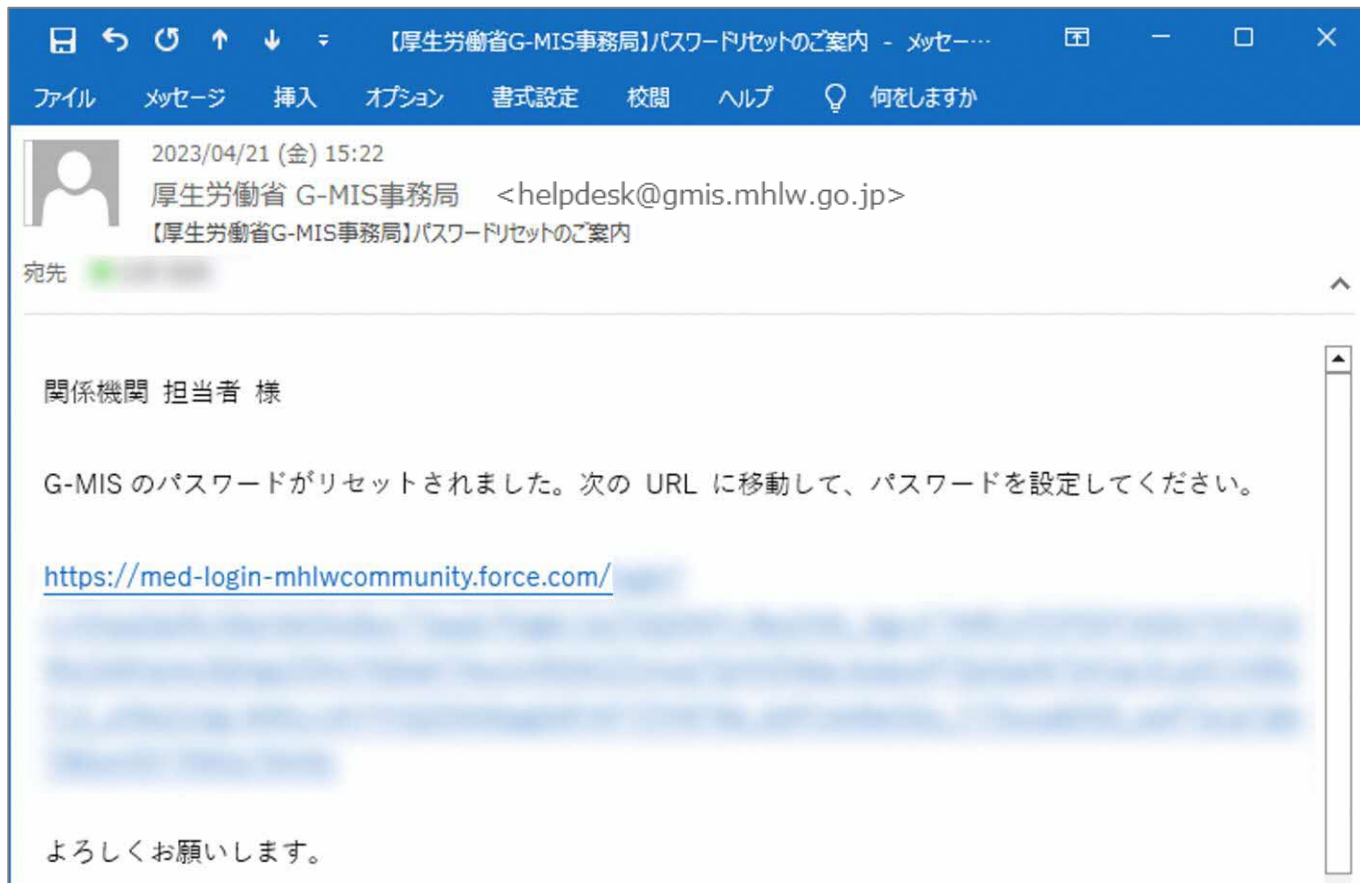 【厚生労働省G-MIS事務局】パスワードリセットのご案内 - メッセー…
ファイル メッセージ 挿入 オプション 書式設定 校閲 ヘルプ 何をしますか
2023/04/21 (金) 15:22
厚生労働省 G-MIS事務局 <helpdesk@gmis.mhlw.go.jp>
【厚生労働省G-MIS事務局】パスワードリセットのご案内
宛先
関係機関 担当者 様
G-MIS のパスワードがリセットされました。次の URL に移動して、パスワードを設定してください。
https://med-login-mhlwcommunity.force.com/
よろしくお願いします。